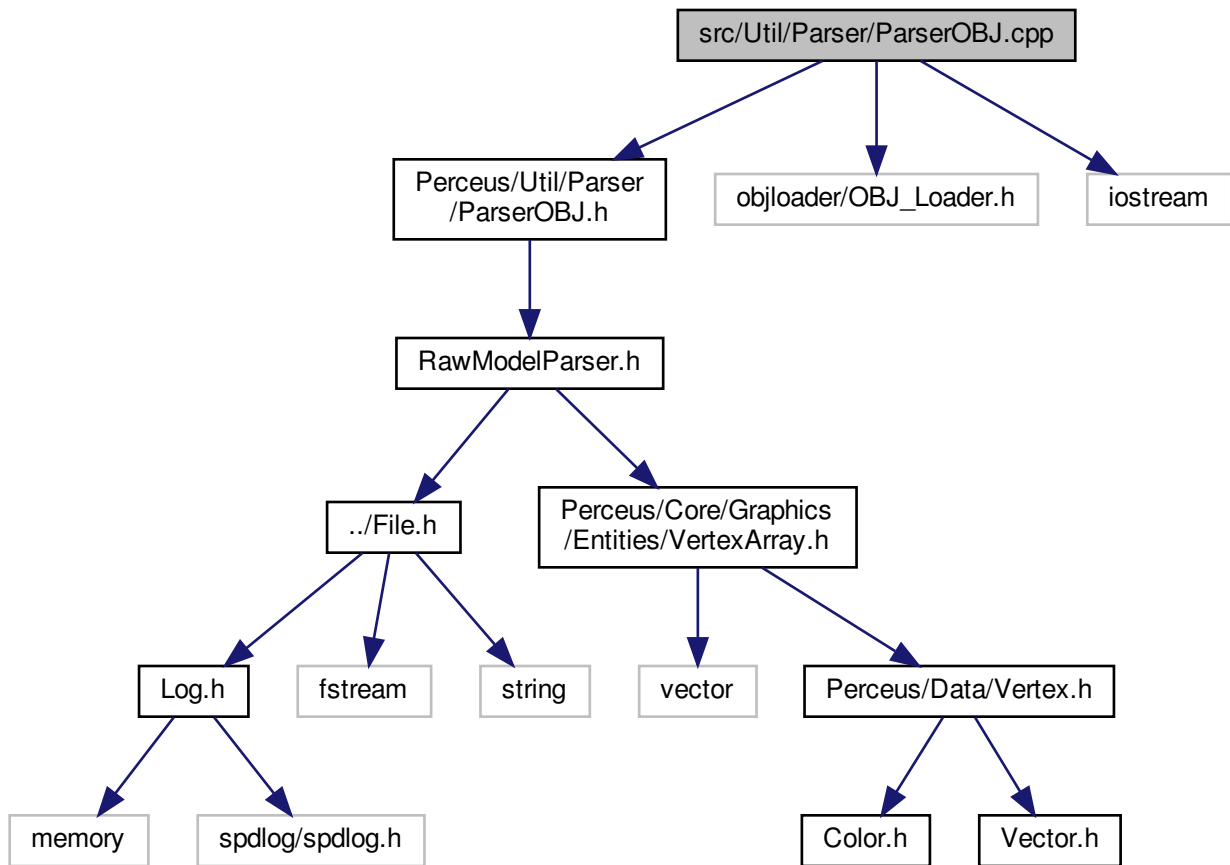 src/Util/Parser/ParserOBJ.cpp
Perceus/Util/Parser
/ParserOBJ.h
objloader/OBJ_Loader.h
iostream
RawModelParser.h
../File.h
Perceus/Core/Graphics
/Entities/VertexArray.h
Log.h
fstream
string
vector
Perceus/Data/Vertex.h
memory
spdlog/spdlog.h
Color.h
Vector.h